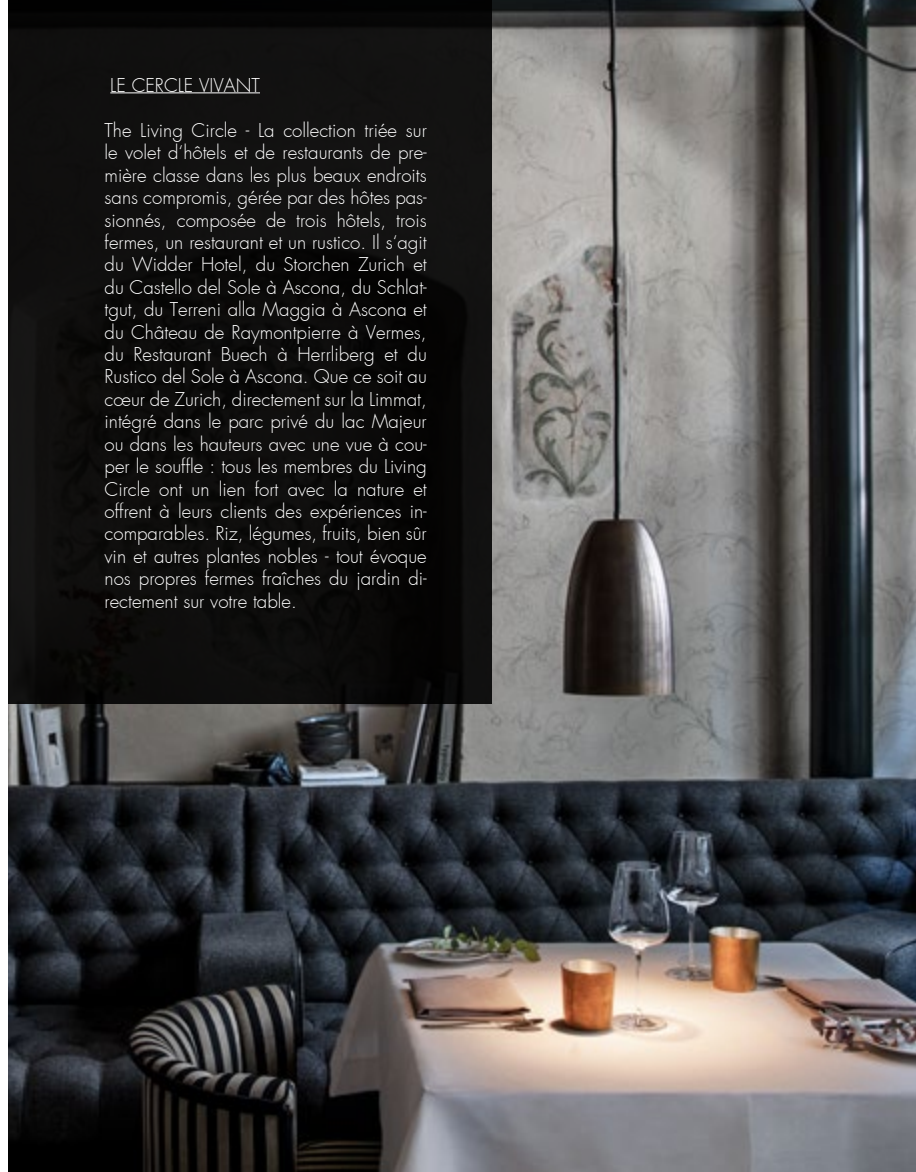 LE CERCLE VIVANT
The Living Circle - La collection triée sur
le volet d'hôtels et de restaurants de pre-
mière classe dans les plus beaux endroits
sans compromis, gérée par des hôtes pas-
sionnés, composée de trois hôtels, trois
fermes, un restaurant et un rustico. Il s'agit
du Widder Hotel, du Storchen Zurich et
du Castello del Sole à Ascona, du Schlat-
tgut, du Terreni alla Maggia à Ascona et
du Château de Raymontpierre à Vermes,
du Restaurant Buech à Herrliberg et du
Rustico del Sole à Ascona. Que ce soit au
cœur de Zurich, directement sur la Limmat,
intégré dans le parc privé du lac Majeur
ou dans les hauteurs avec une vue à cou-
per le souffle : tous les membres du Living
Circle ont un lien fort avec la nature et
offrent à leurs clients des expériences in-
comparables. Riz, légumes, fruits, bien sûr
vin et autres plantes nobles - tout évoque
nos propres fermes fraîches du jardin di-
rectement sur votre table.